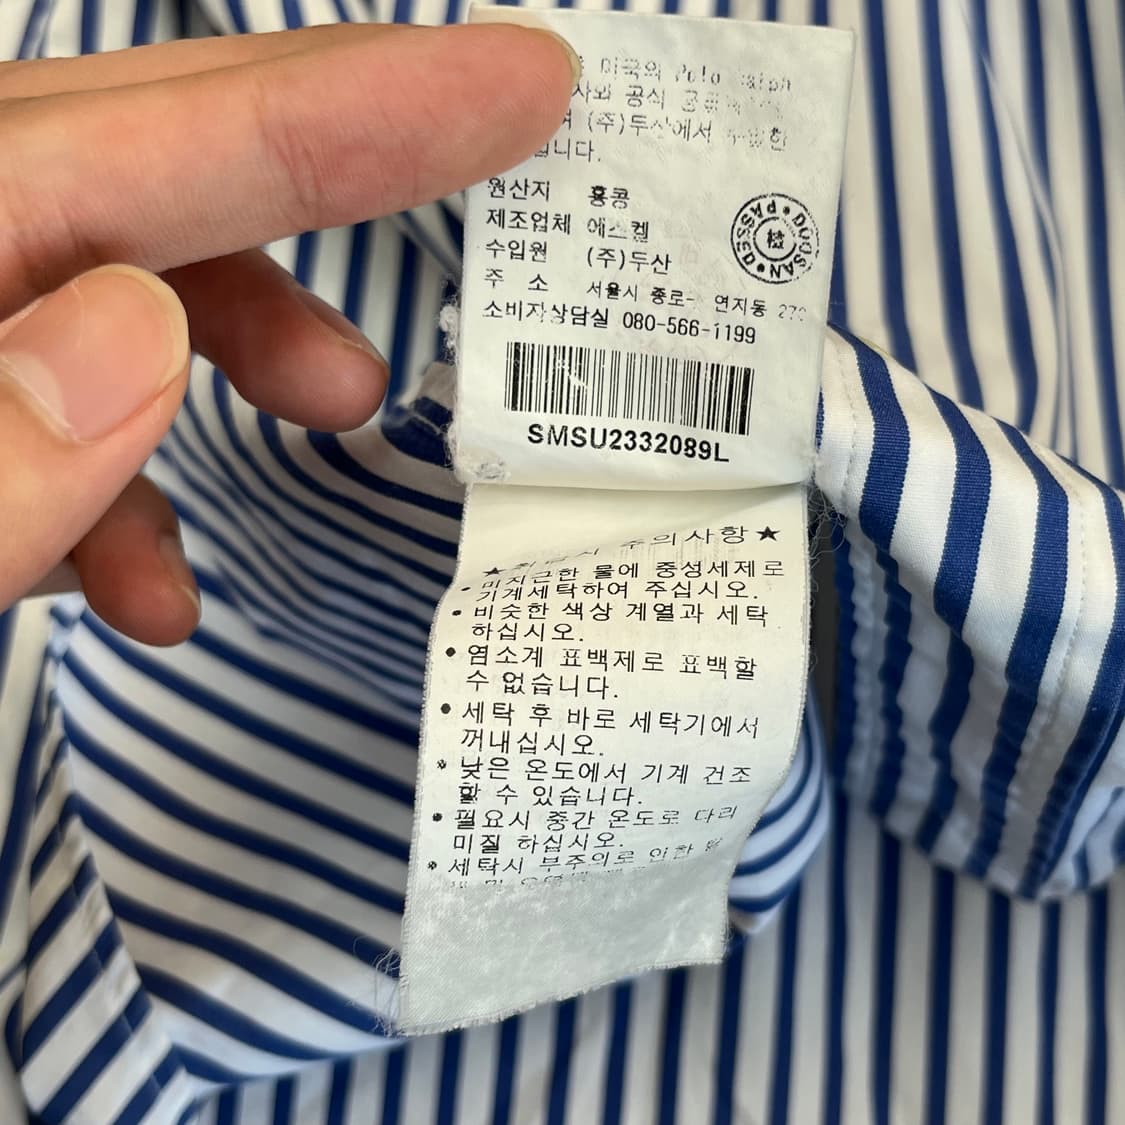 미국의 Polo
사와 공식
(주)두산에서
입니다.
원산지 홍콩
제조업체 에스켈
수입원 (주)두산
주 소 서울시 종로구 연지동 270
소비자상담실 080-566-1199
DOOSAN • PASSED •
SMSU2332089L
주의사항 ★
★
• 미지근한 물에 중성세제로
기계세탁하여 주십시오.
• 비슷한 색상 계열과 세탁
하십시오.
• 염소계 표백제로 표백할
수 없습니다.
• 세탁 후 바로 세탁기에서
꺼내십시오.
• 낮은 온도에서 기계 건조
할 수 있습니다.
• 필요시 중간 온도로 다리
미질 하십시오.
• 세탁시 부주의로 인한